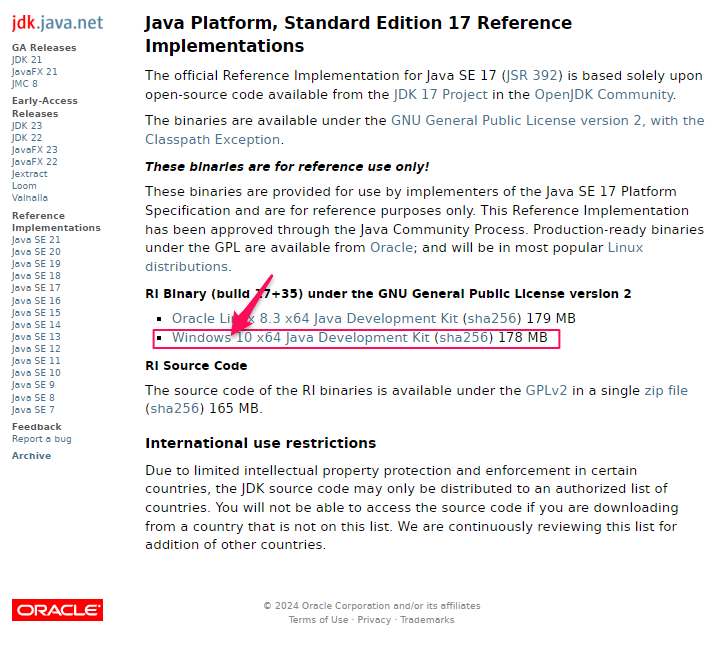 jdk.java.net
GA Releases
JDK 21
JavaFX 21
JMC 8
Early-Access
Releases
JDK 23
JDK 22
JavaFX 23
JavaFX 22
Jextract
Loom
Valhalla
Reference
Implementations
Java SE 21
Java SE 20
Java SE 19
Java SE 18
Java SE 17
Java SE 16
Java SE 15
Java SE 14
Java SE 13
Java SE 12
Java SE 11
Java SE 10
Java SE 9
Java SE 8
Java SE 7
Feedback
Report a bug
Archive
Java Platform, Standard Edition 17 Reference
Implementations
The official Reference Implementation for Java SE 17 (JSR 392) is based solely upon
open-source code available from the JDK 17 Project in the OpenJDK Community.
The binaries are available under the GNU General Public License version 2, with the
Classpath Exception.
These binaries are for reference use only!
These binaries are provided for use by implementers of the Java SE 17 Platform
Specification and are for reference purposes only. This Reference Implementation
has been approved through the Java Community Process. Production-ready binaries
under the GPL are available from Oracle; and will be in most popular Linux
distributions.
RI Binary (build 17+35) under the GNU General Public License version 2
Oracle Linux 8.3 x64 Java Development Kit (sha256) 179 MB
Windows 10 x64 Java Development Kit (sha256) 178 MB
RI Source Code
The source code of the RI binaries is available under the GPLv2 in a single zip file
(sha256) 165 MB.
International use restrictions
Due to limited intellectual property protection and enforcement in certain
countries, the JDK source code may only be distributed to an authorized list of
countries. You will not be able to access the source code if you are downloading
from a country that is not on this list. We are continuously reviewing this list for
addition of other countries.
ORACLE
© 2024 Oracle Corporation and/or its affiliates
Terms of Use · Privacy · Trademarks